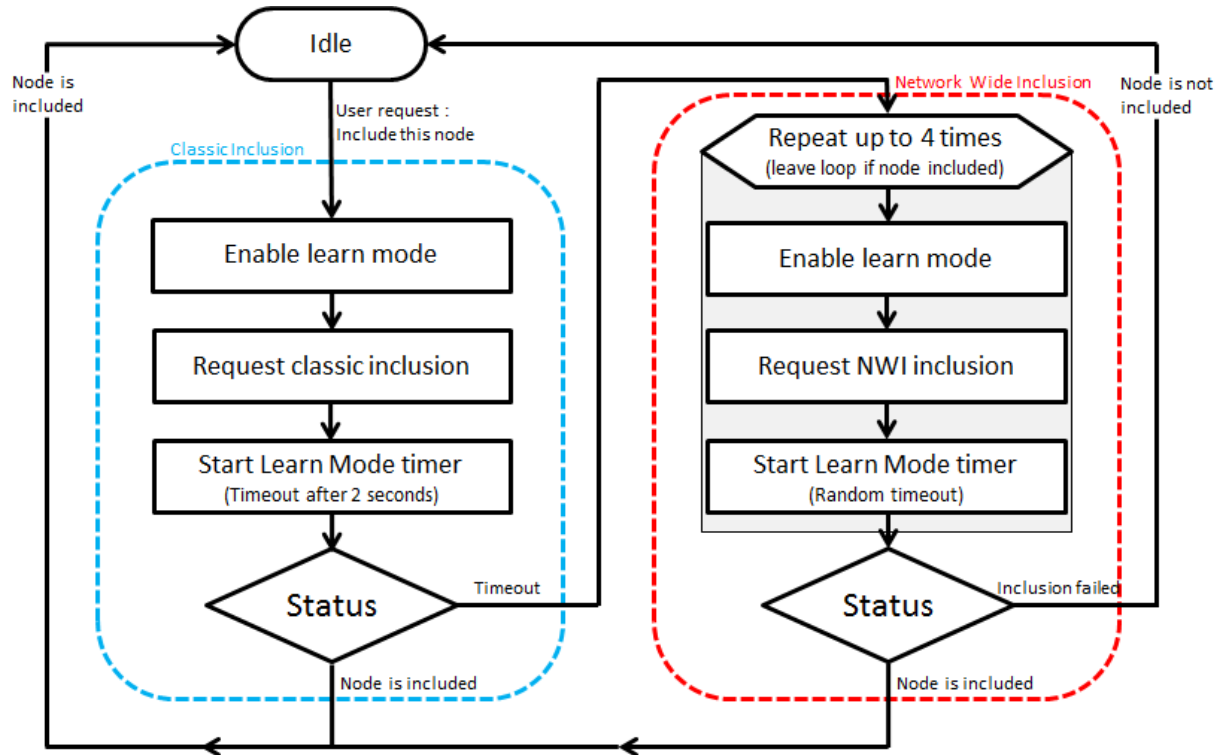 Idle
Node is
included
User request :
Include this node
Classic Inclusion
Enable learn mode
Request classic inclusion
Start Learn Mode timer
(Timeout after 2 seconds)
Status
Timeout
Node is included
Network Wide Inclusion
Node is not
included
Repeat up to 4 times
(leave loop if node included)
Enable learn mode
Request NWI inclusion
Start Learn Mode timer
(Random timeout)
Status
Inclusion failed
Node is included